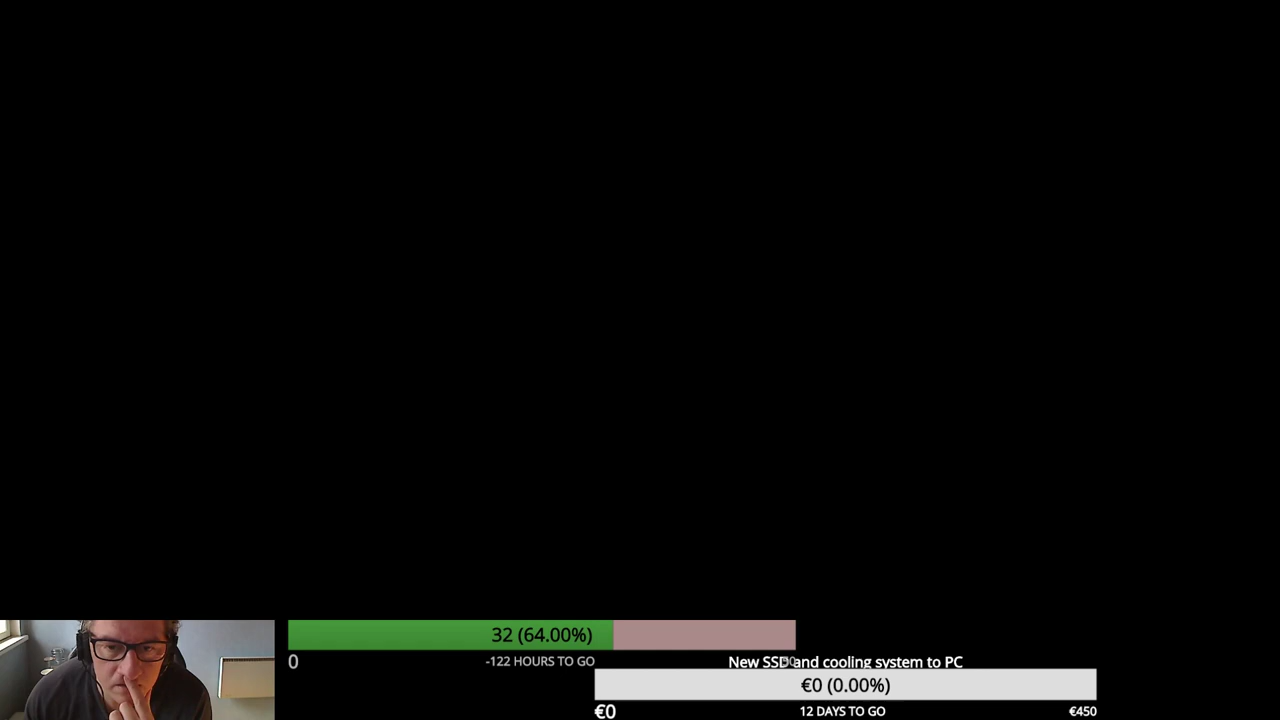 32 (64.00%)
0
-122 HOURS TO GO
50
New SSD and cooling system to PC
€0 (0.00%)
€0
12 DAYS TO GO
€450